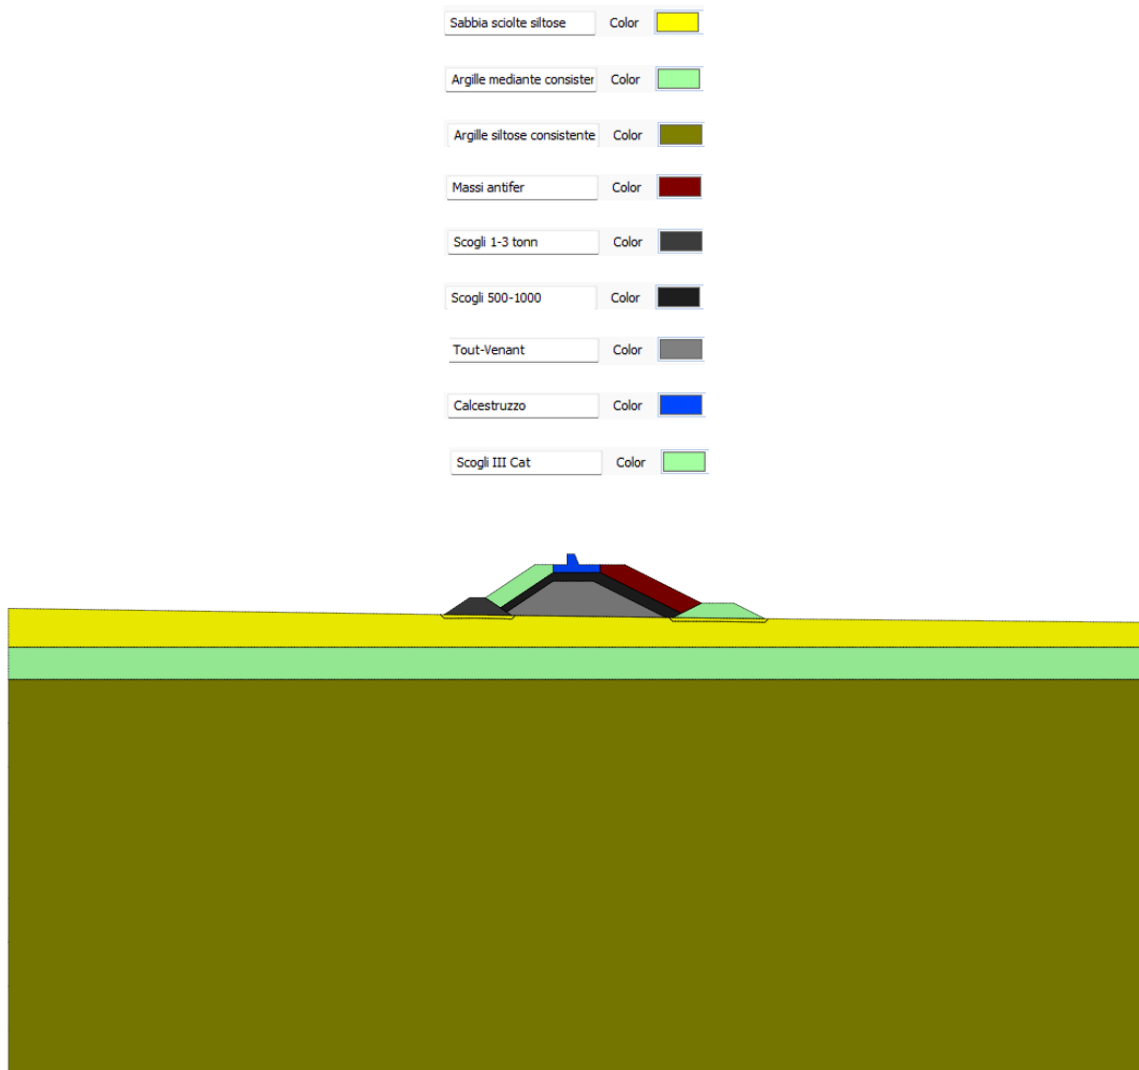 Sabbia sciolte siltose Color
Argille mediante consister Color
Argille siltose consistente Color
Massi antifer Color
Scogli 1-3 tonn Color
Scogli 500-1000 Color
Tout-Venant Color
Calcestruzzo Color
Scogli III Cat Color